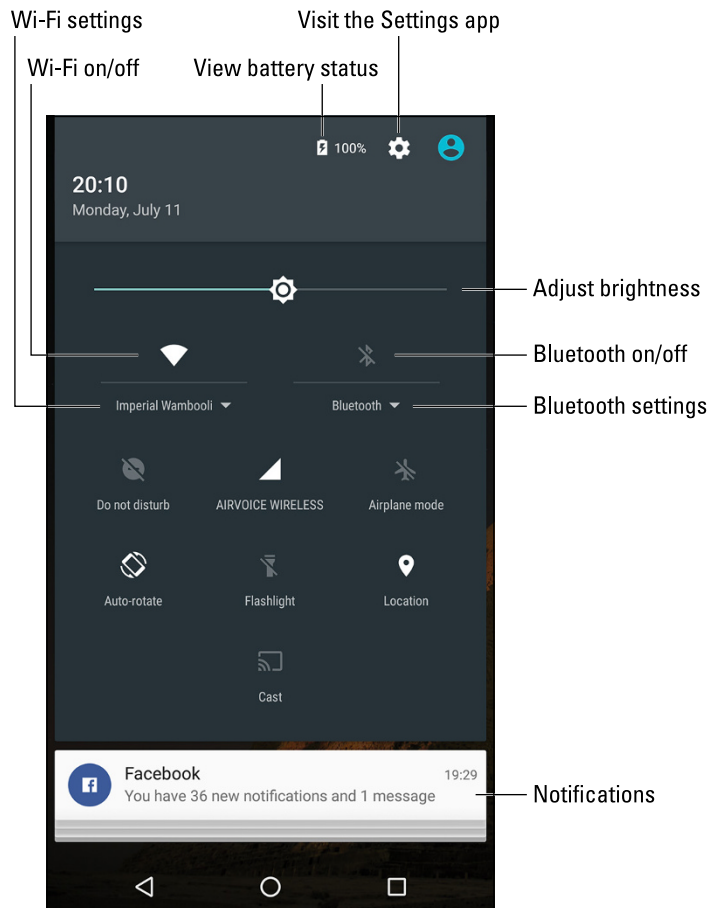 Wi-Fi settings
Visit the Settings app
Wi-Fi on/off
View battery status
100%
20:10
Monday, July 11
Adjust brightness
Bluetooth on/off
Imperial Wambooli
Bluetooth
Bluetooth settings
Do not disturb
AIRVOICE WIRELESS
Airplane mode
Auto-rotate
Flashlight
Location
Cast
Facebook
19:29
You have 36 new notifications and 1 message
Notifications